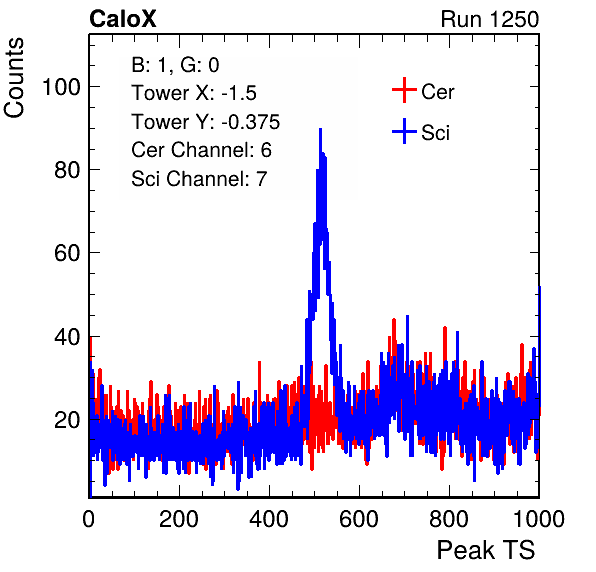 CaloX Run 1250
Counts
B: 1, G: 0
Tower X: -1.5
Tower Y: -0.375
Cer Channel: 6
Sci Channel: 7
Cer
Sci
100
80
60
40
20
0 200 400 600 800 1000
Peak TS